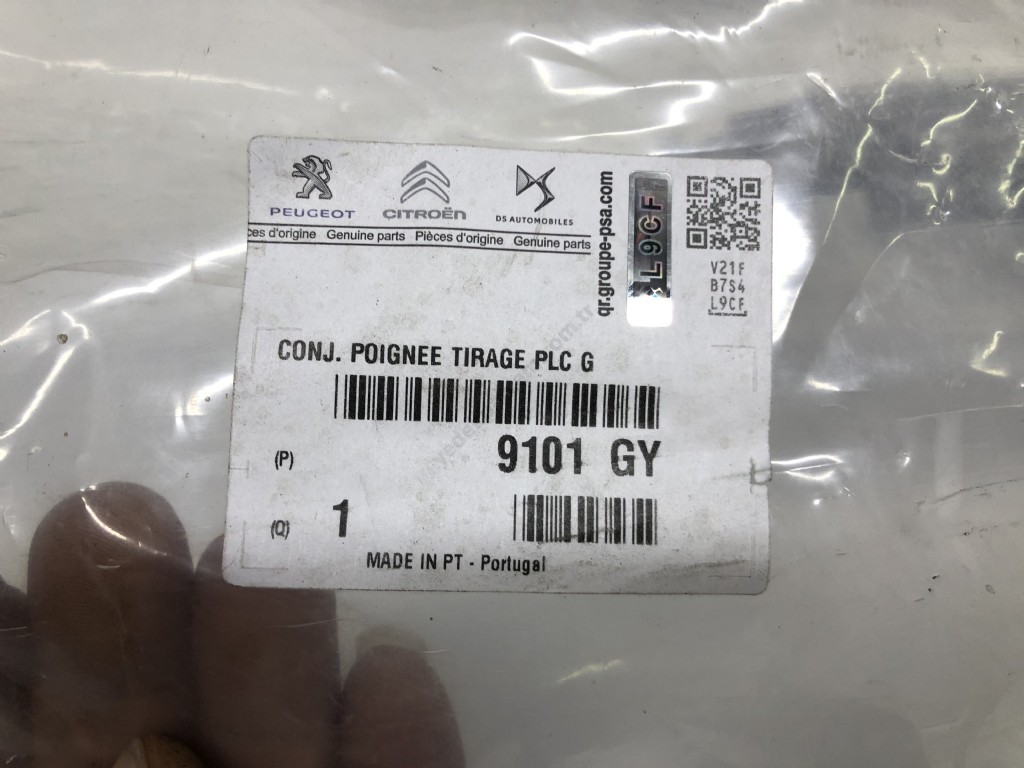 PEUGEOT
CITROËN
DS AUTOMOBILES
ces d'origine Genuine parts Pièces d'origine Genuine parts
qr.groupe-psa.com
L9CF
V21F
B7S4
L9CF
CONJ. POIGNEE TIRAGE PLC G
(P) 9101 GY
(Q) 1
MADE IN PT - Portugal